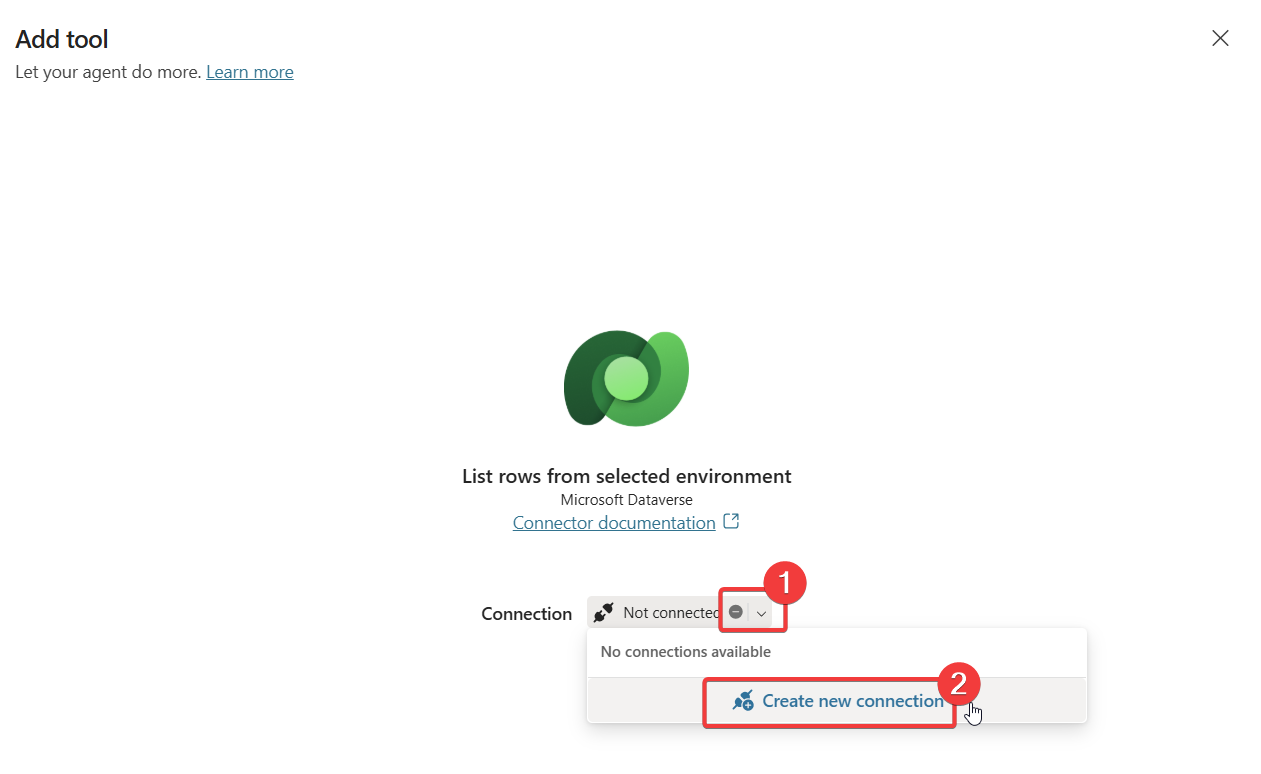 Add tool
Let your agent do more. Learn more
List rows from selected environment
Microsoft Dataverse
Connector documentation
1
Connection Not connected
No connections available
2
Create new connection